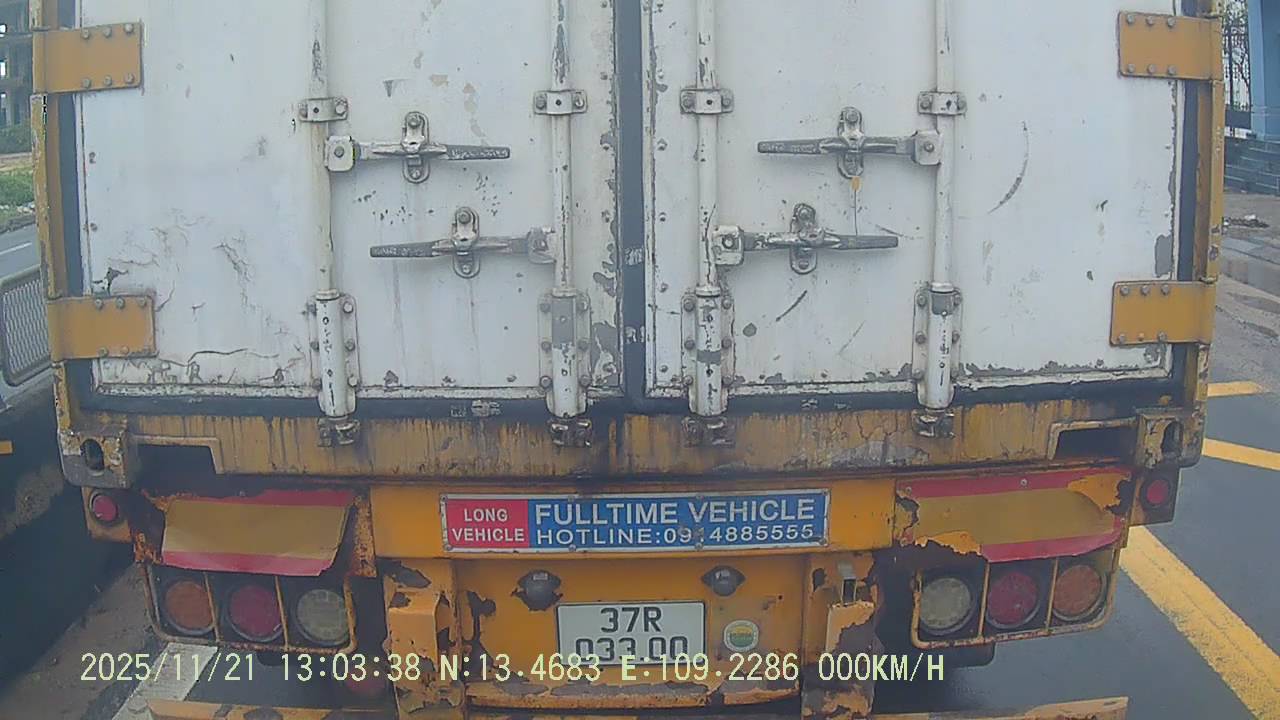 LONG
VEHICLE
FULLTIME VEHICLE
HOTLINE:09 4885555
37R
033.00
2025/11/21 13:03:38 N:13.4683 E:109.2286 000KM/H